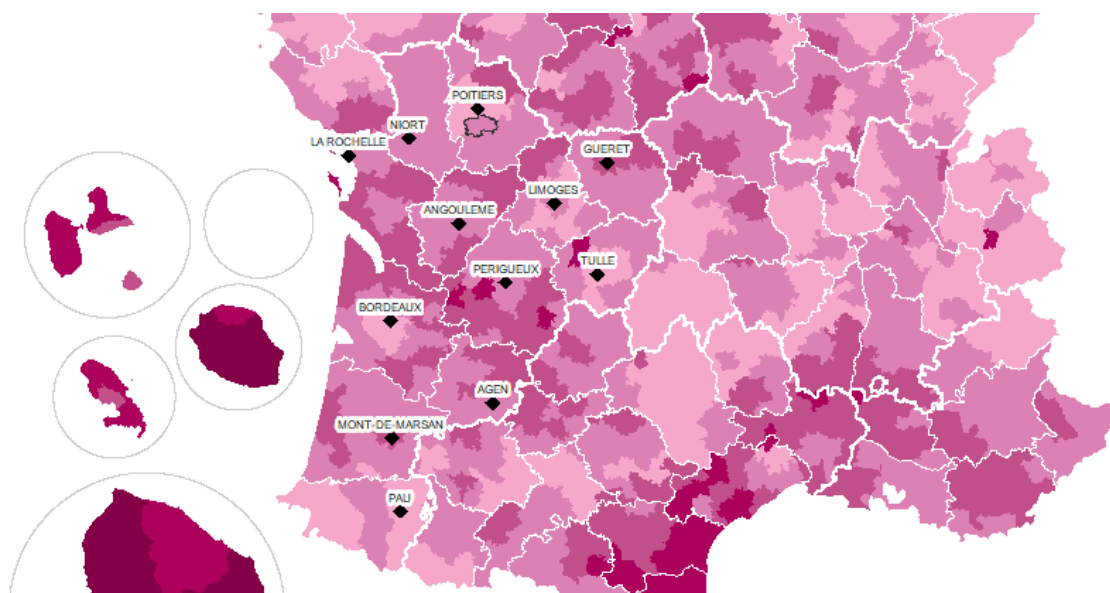 POITIERS
NIORT
LA ROCHELLE
GUERET
LIMOGES
ANGOULEME
TULLE
PERIGUEUX
BORDEAUX
AGEN
MONT-DE-MARSAN
PAU